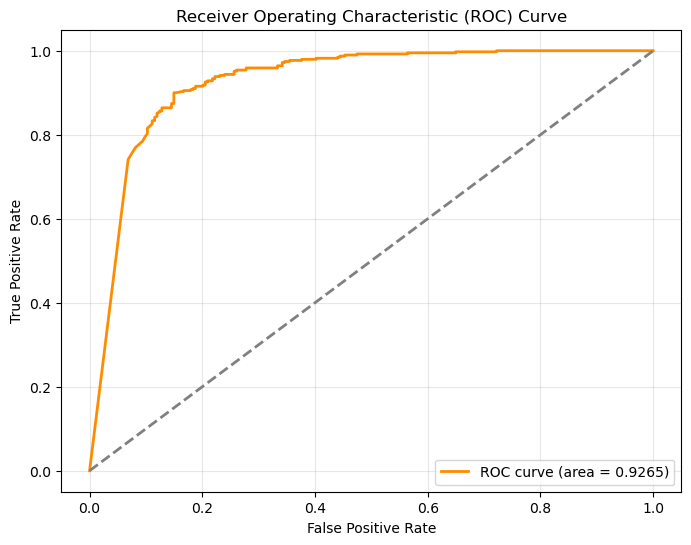 Receiver Operating Characteristic (ROC) Curve
1.0
0.8
0.6
0.4
0.2
0.0
True Positive Rate
ROC curve (area = 0.9265)
0.0 0.2 0.4 0.6 0.8 1.0
False Positive Rate